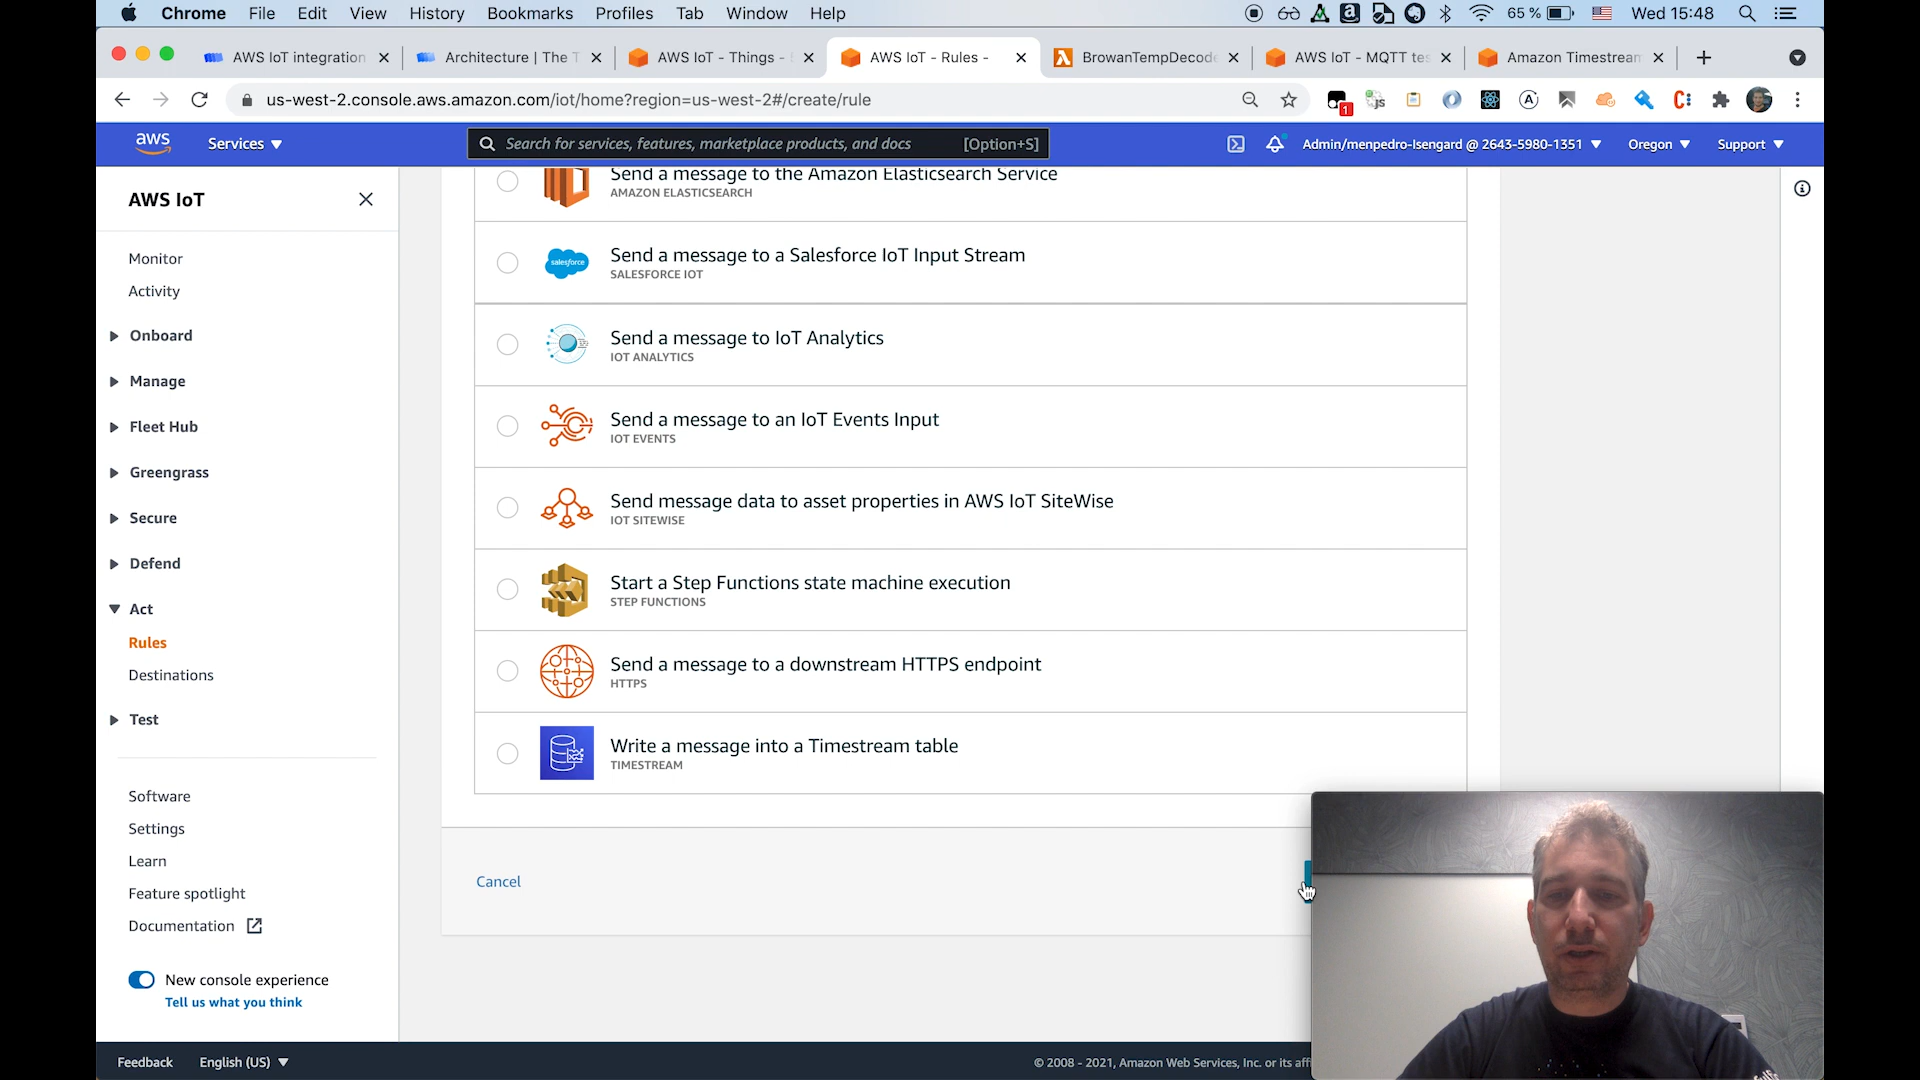 Chrome File Edit View History Bookmarks Profiles Tab Window Help 65 % Wed 15:48
AWS IoT integration
Architecture | The T
AWS IoT - Things -
AWS IoT - Rules -
BrowanTempDecode
AWS IoT - MQTT tes
Amazon Timestream
us-west-2.console.aws.amazon.com/iot/home?region=us-west-2#/create/rule
1
aws
Services
Search for services, features, marketplace products, and docs [Option+S]
Admin/menpedro-Isengard @ 2643-5980-1351
Oregon
Support
AWS IoT
Monitor
Activity
Onboard
Manage
Fleet Hub
Greengrass
Secure
Defend
Act
Rules
Destinations
Test
Software
Settings
Learn
Feature spotlight
Documentation
New console experience
Tell us what you think
Send a message to the Amazon Elasticsearch Service
AMAZON ELASTICSEARCH
salesforce
Send a message to a Salesforce IoT Input Stream
SALESFORCE IOT
Send a message to IoT Analytics
IOT ANALYTICS
Send a message to an IoT Events Input
IOT EVENTS
Send message data to asset properties in AWS IoT SiteWise
IOT SITEWISE
Start a Step Functions state machine execution
STEP FUNCTIONS
Send a message to a downstream HTTPS endpoint
HTTPS
Write a message into a Timestream table
TIMESTREAM
Cancel
Feedback
English (US)
© 2008 - 2021, Amazon Web Services, Inc. or its affi